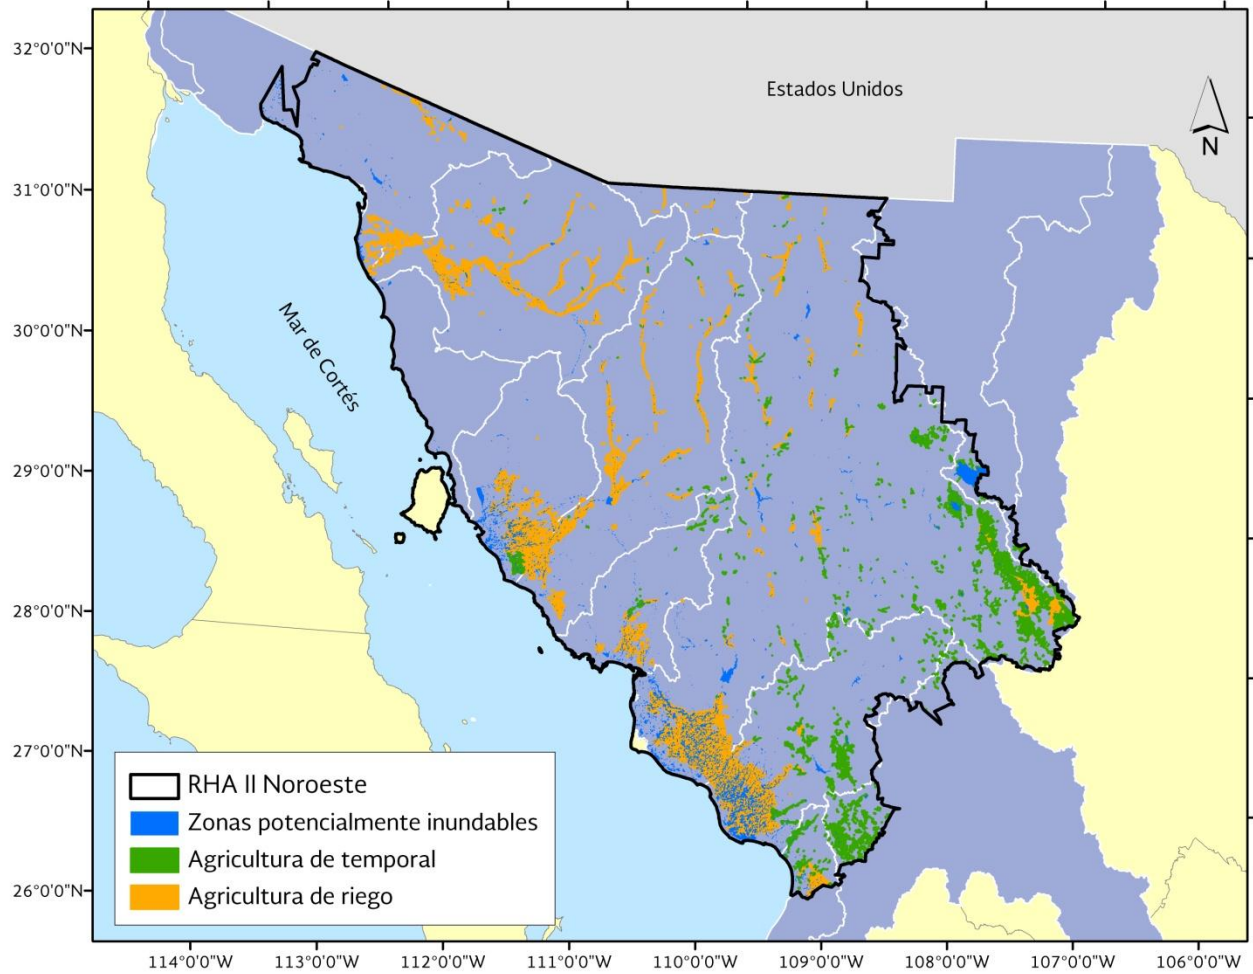 32°0'0"N
Estados Unidos
N
31°0'0"N
30°0'0"N
Mar de Cortés
29°0'0"N
28°0'0"N
27°0'0"N
26°0'0"N
RHA II Noroeste
Zonas potencialmente inundables
Agricultura de temporal
Agricultura de riego
114°0'0"W 113°0'0"W 112°0'0"W 111°0'0"W 110°0'0"W 109°0'0"W 108°0'0"W 107°0'0"W 106°0'0"W